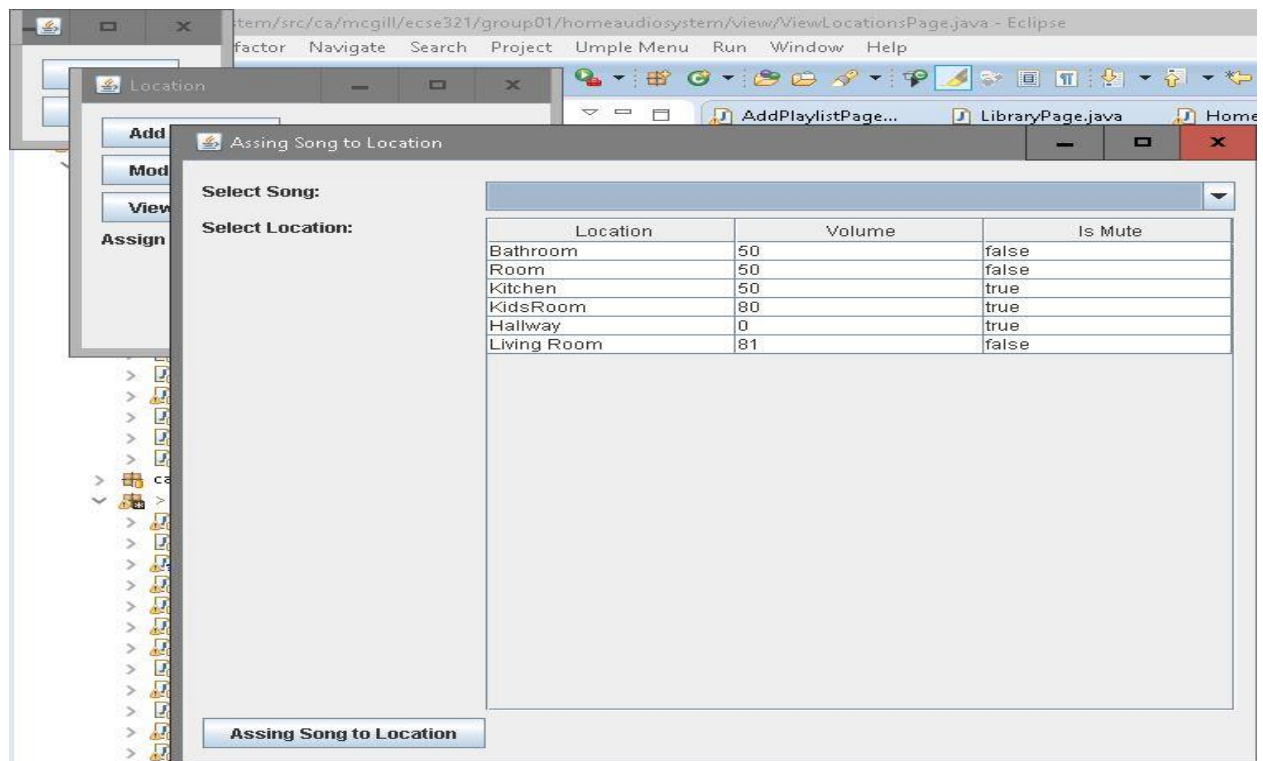 tem/src/ca/mcgill/ecse321/group01/homeaudiosystem/view/ViewLocationsPage.java - Eclipse
factor Navigate Search Project Umple Menu Run Window Help
Location
AddPlaylistPage... LibraryPage.java Home
Add
Assing Song to Location
Mod
View
Assign
Select Song:
Select Location:
Location Volume Is Mute
Bathroom 50 false
Room 50 false
Kitchen 50 true
KidsRoom 80 true
Hallway 0 true
Living Room 81 false
ca
Assing Song to Location